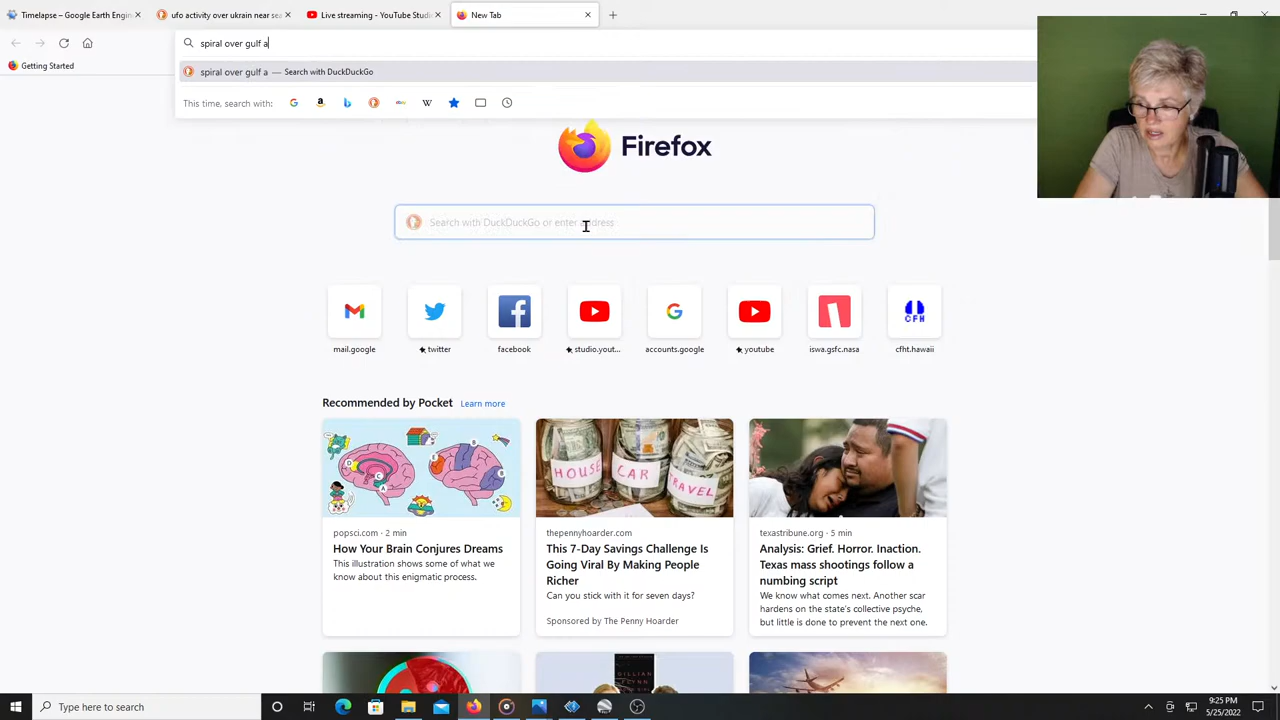 Timelapse – Google Earth Engin
ufo activity over ukrain near sea
Live streaming - YouTube Studio
New Tab
spiral over gulf a
Getting Started
spiral over gulf a — Search with DuckDuckGo
This time, search with:
Firefox
Search with DuckDuckGo or enter address
mail.google
twitter
facebook
studio.yout...
accounts.google
youtube
iswa.gsfc.nasa
cfht.hawaii
CFH
Recommended by Pocket Learn more
HOUSE
CAR
TRAVEL
popsci.com · 2 min
How Your Brain Conjures Dreams
This illustration shows some of what we
know about this enigmatic process.
thepennyhoarder.com
This 7-Day Savings Challenge Is
Going Viral By Making People
Richer
Can you stick with it for seven days?
Sponsored by The Penny Hoarder
texastribune.org · 5 min
Analysis: Grief. Horror. Inaction.
Texas mass shootings follow a
numbing script
We know what comes next. Another scar
hardens on the state's collective psyche,
but little is done to prevent the next one.
GILLIAN
FLYNN
Type here to search
9:25 PM
5/25/2022